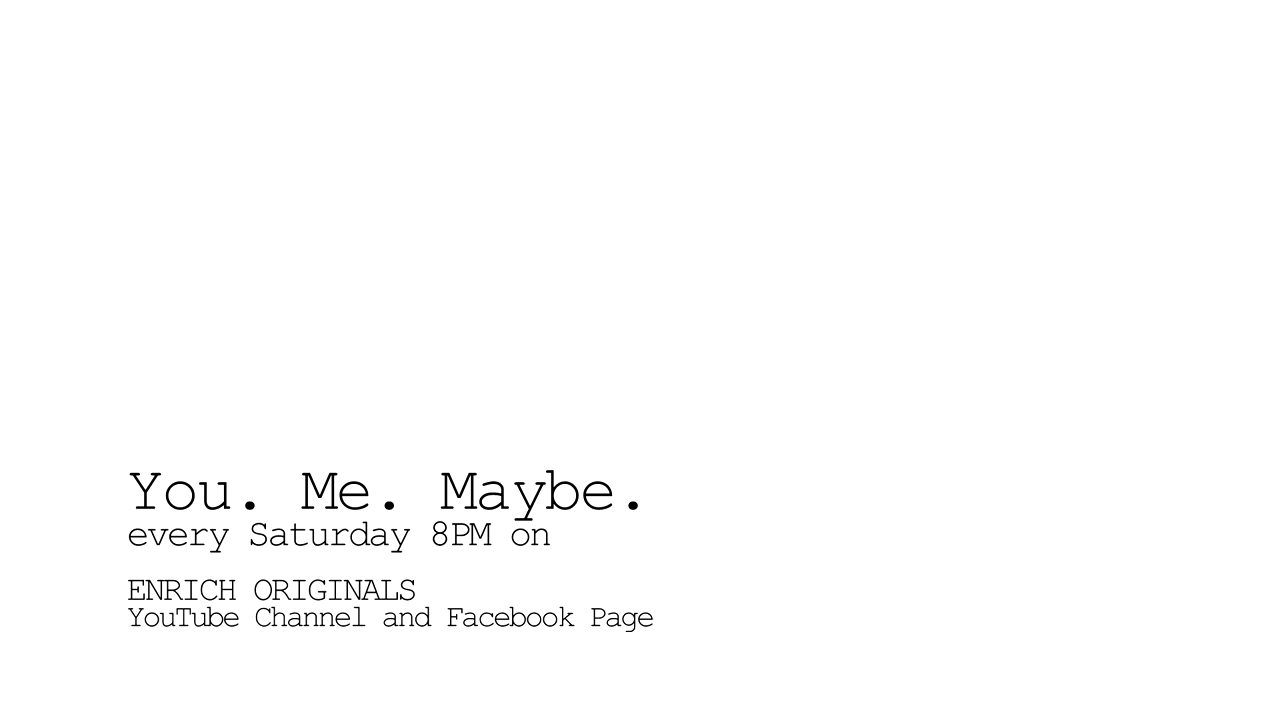 You. Me. Maybe.
every Saturday 8PM on
ENRICH ORIGINALS
YouTube Channel and Facebook Page